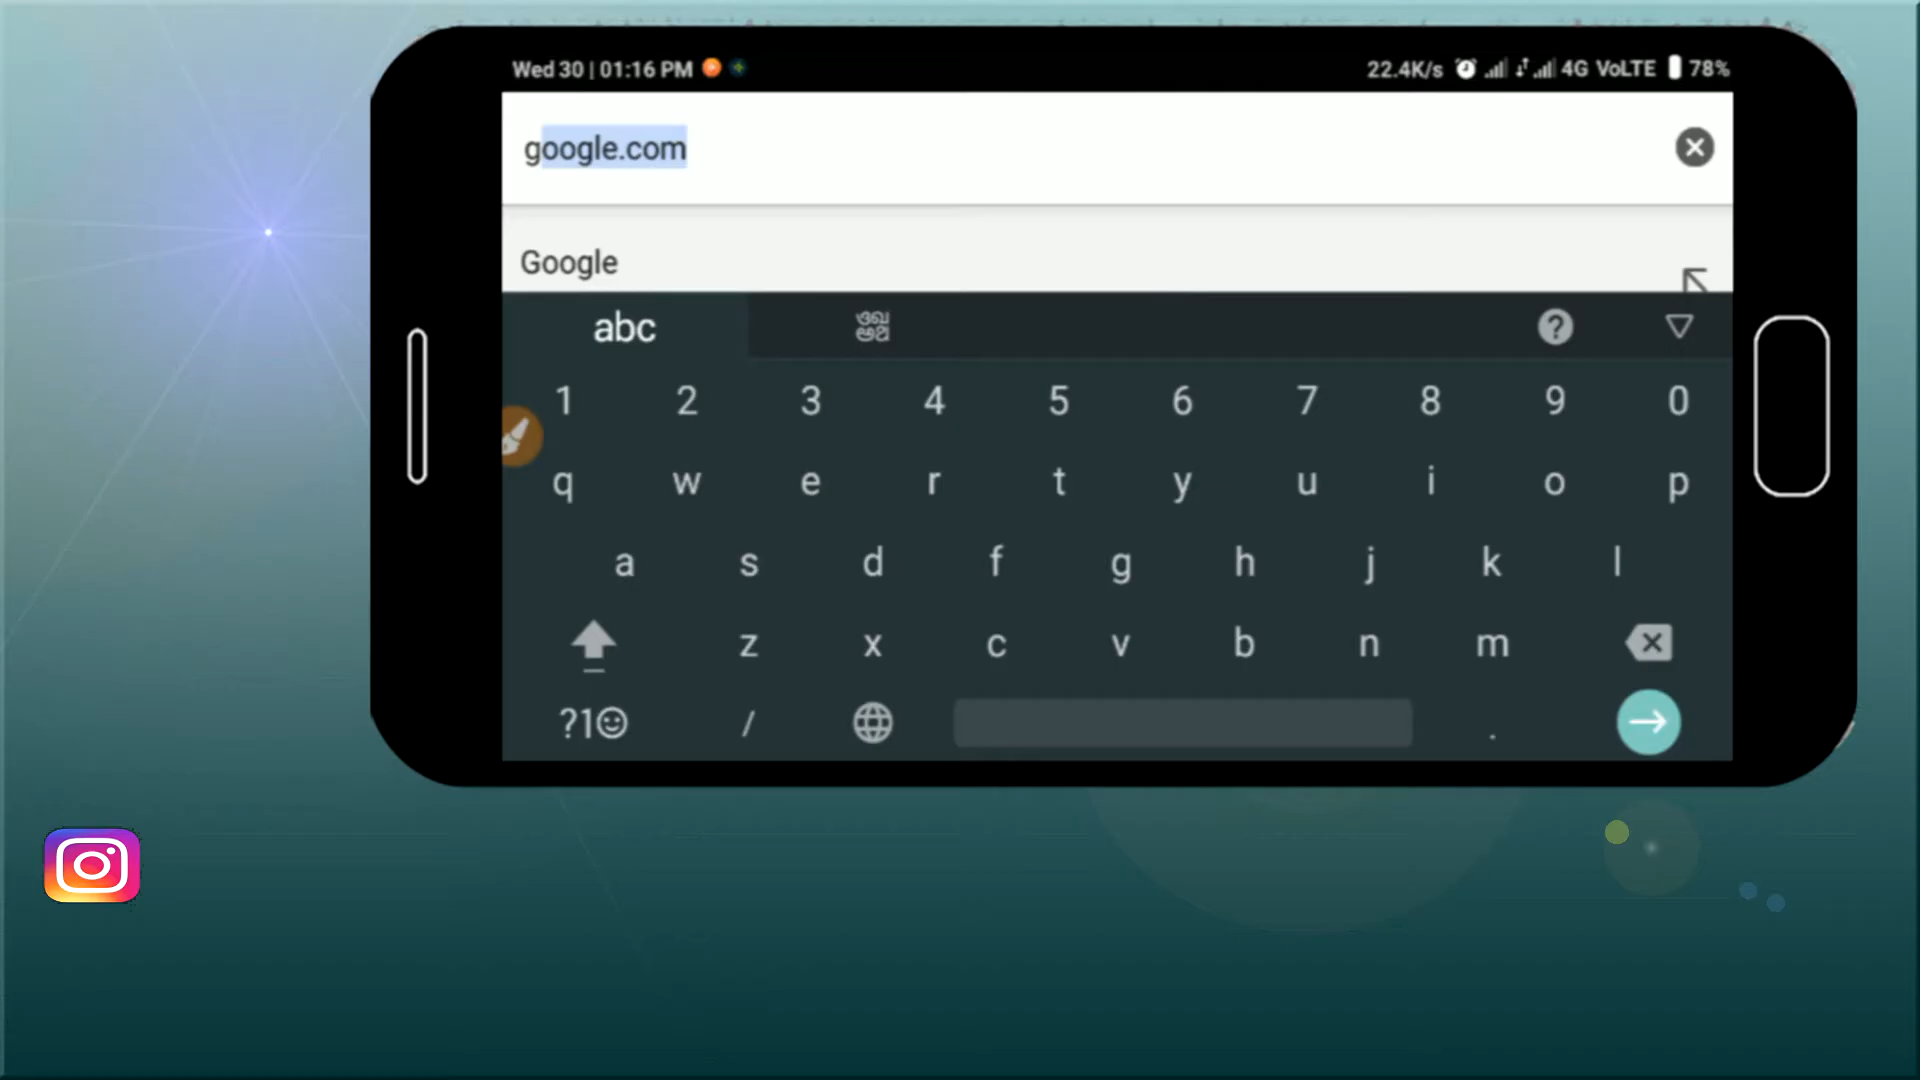 Wed 30 | 01:16 PM
22.4K/s 4G VoLTE 78%
google.com
Google
abc
1 2 3 4 5 6 7 8 9 0
q w e r t y u i o p
a s d f g h j k l
z x c v b n m
?1☺ / .